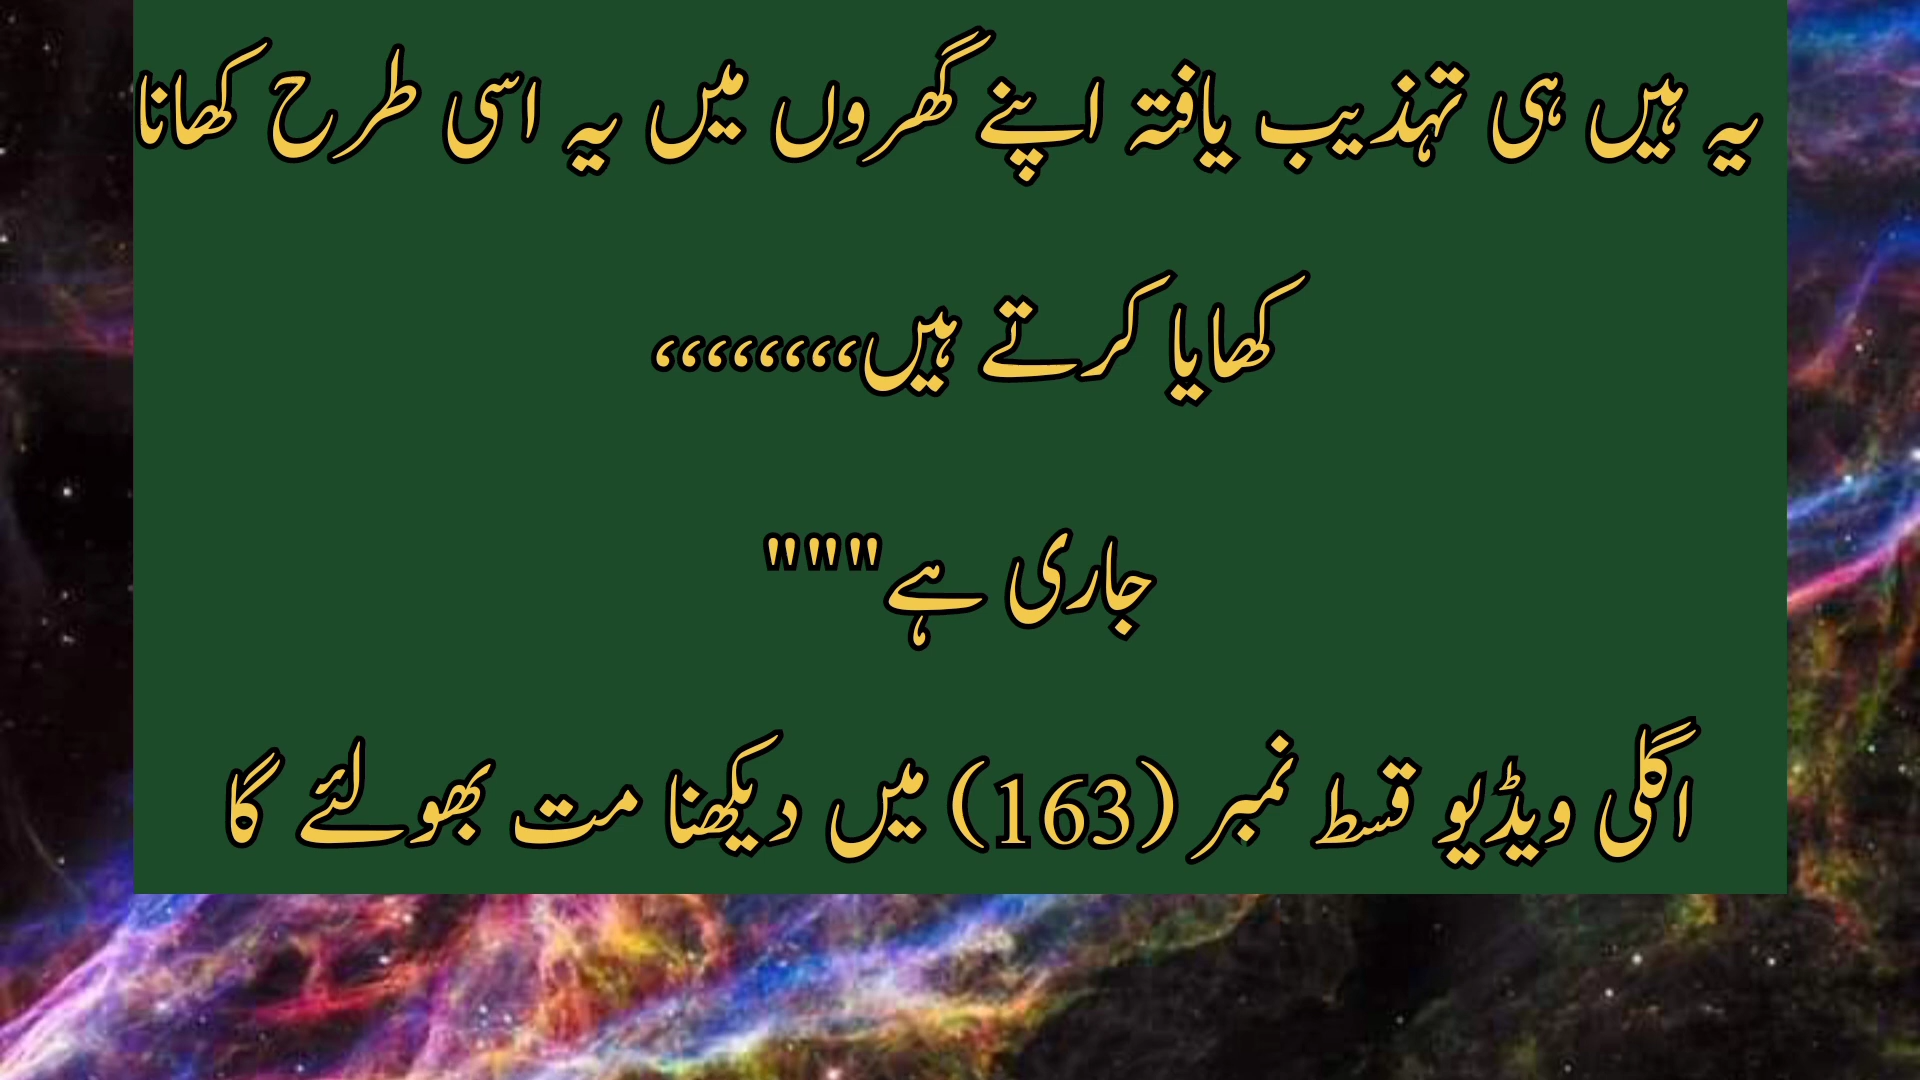 یہ ہیں ہی تہذیب یافتہ اپنے گھروں میں یہ اسی طرح کھانا
کھایا کرتے ہیں،،،،،،،،
جاری ہے"""
اگلی ویڈیو قسط نمبر (163) میں دیکھنا مت بھولئے گا